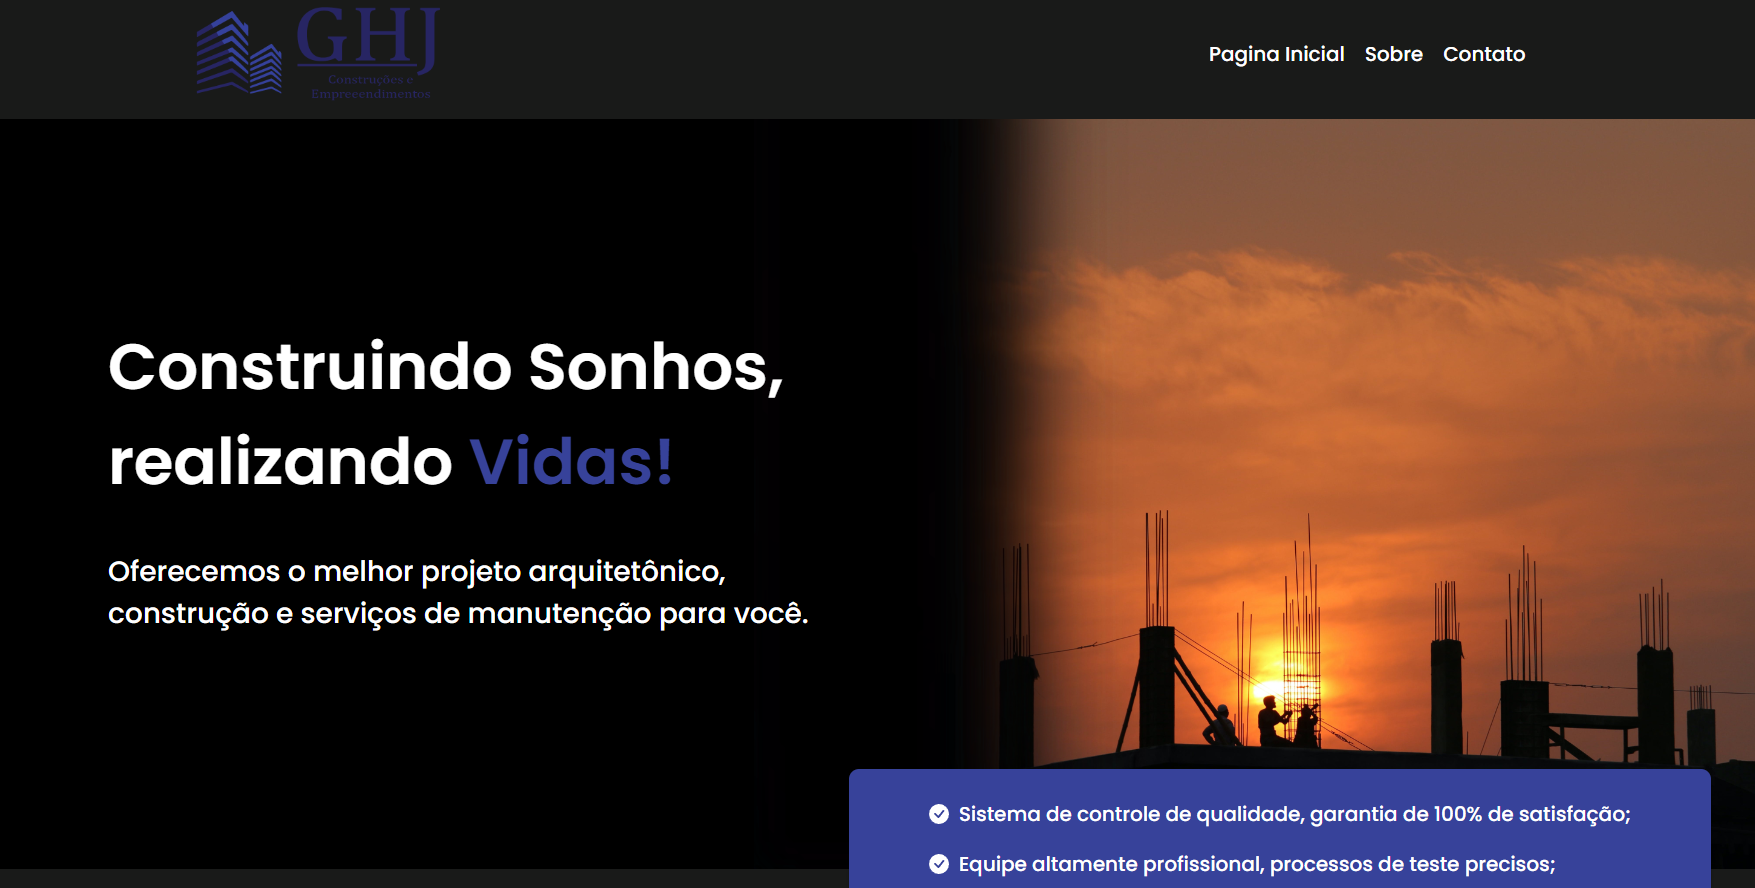 GHJ
Construções e
Empreendimentos
Pagina Inicial Sobre Contato
Construindo Sonhos,
realizando Vidas!
Oferecemos o melhor projeto arquitetônico,
construção e serviços de manutenção para você.
Sistema de controle de qualidade, garantia de 100% de satisfação;
Equipe altamente profissional, processos de teste precisos;